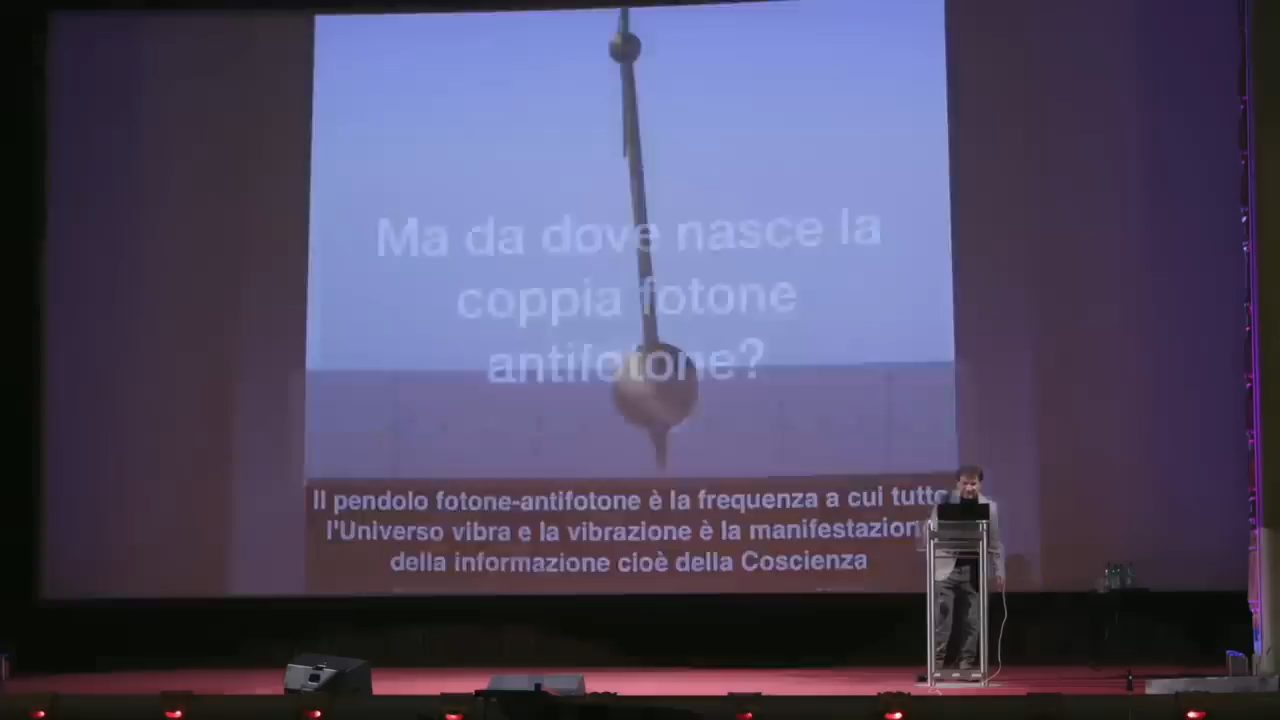 Ma da dove nasce la
coppia fotone
antifotone?
Il pendolo fotone-antifotone è la frequenza a cui tutto
l'Universo vibra e la vibrazione è la manifestazion
della informazione cioè della Coscienza